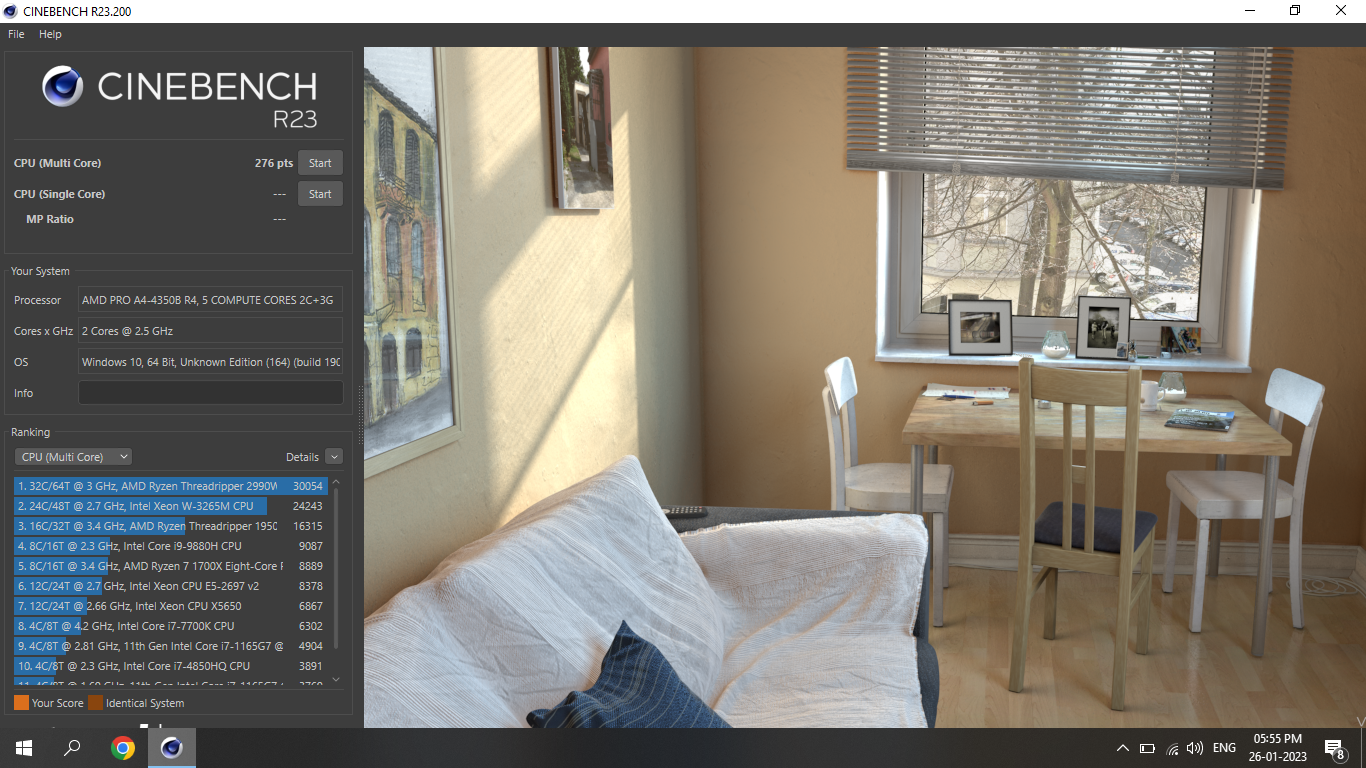 CINEBENCH R23.200
File Help
CINEBENCH
R23
CPU (Multi Core) 276 pts Start
CPU (Single Core) --- Start
MP Ratio ---
Your System
Processor AMD PRO A4-4350B R4, 5 COMPUTE CORES 2C+3G
Cores x GHz 2 Cores @ 2.5 GHz
OS Windows 10, 64 Bit, Unknown Edition (164) (build 190
Info
Ranking
CPU (Multi Core) Details
1. 32C/64T @ 3 GHz, AMD Ryzen Threadripper 2990W 30054
2. 24C/48T @ 2.7 GHz, Intel Xeon W-3265M CPU 24243
3. 16C/32T @ 3.4 GHz, AMD Ryzen Threadripper 1950 16315
4. 8C/16T @ 2.3 GHz, Intel Core i9-9880H CPU 9087
5. 8C/16T @ 3.4 GHz, AMD Ryzen 7 1700X Eight-Core 8889
6. 12C/24T @ 2.7 GHz, Intel Xeon CPU E5-2697 v2 8378
7. 12C/24T @ 2.66 GHz, Intel Xeon CPU X5650 6867
8. 4C/8T @ 4.2 GHz, Intel Core i7-7700K CPU 6302
9. 4C/8T @ 2.81 GHz, 11th Gen Intel Core i7-1165G7 @ 4904
10. 4C/8T @ 2.3 GHz, Intel Core i7-4850HQ CPU 3891
Your Score Identical System
ENG 05:55 PM
26-01-2023
8